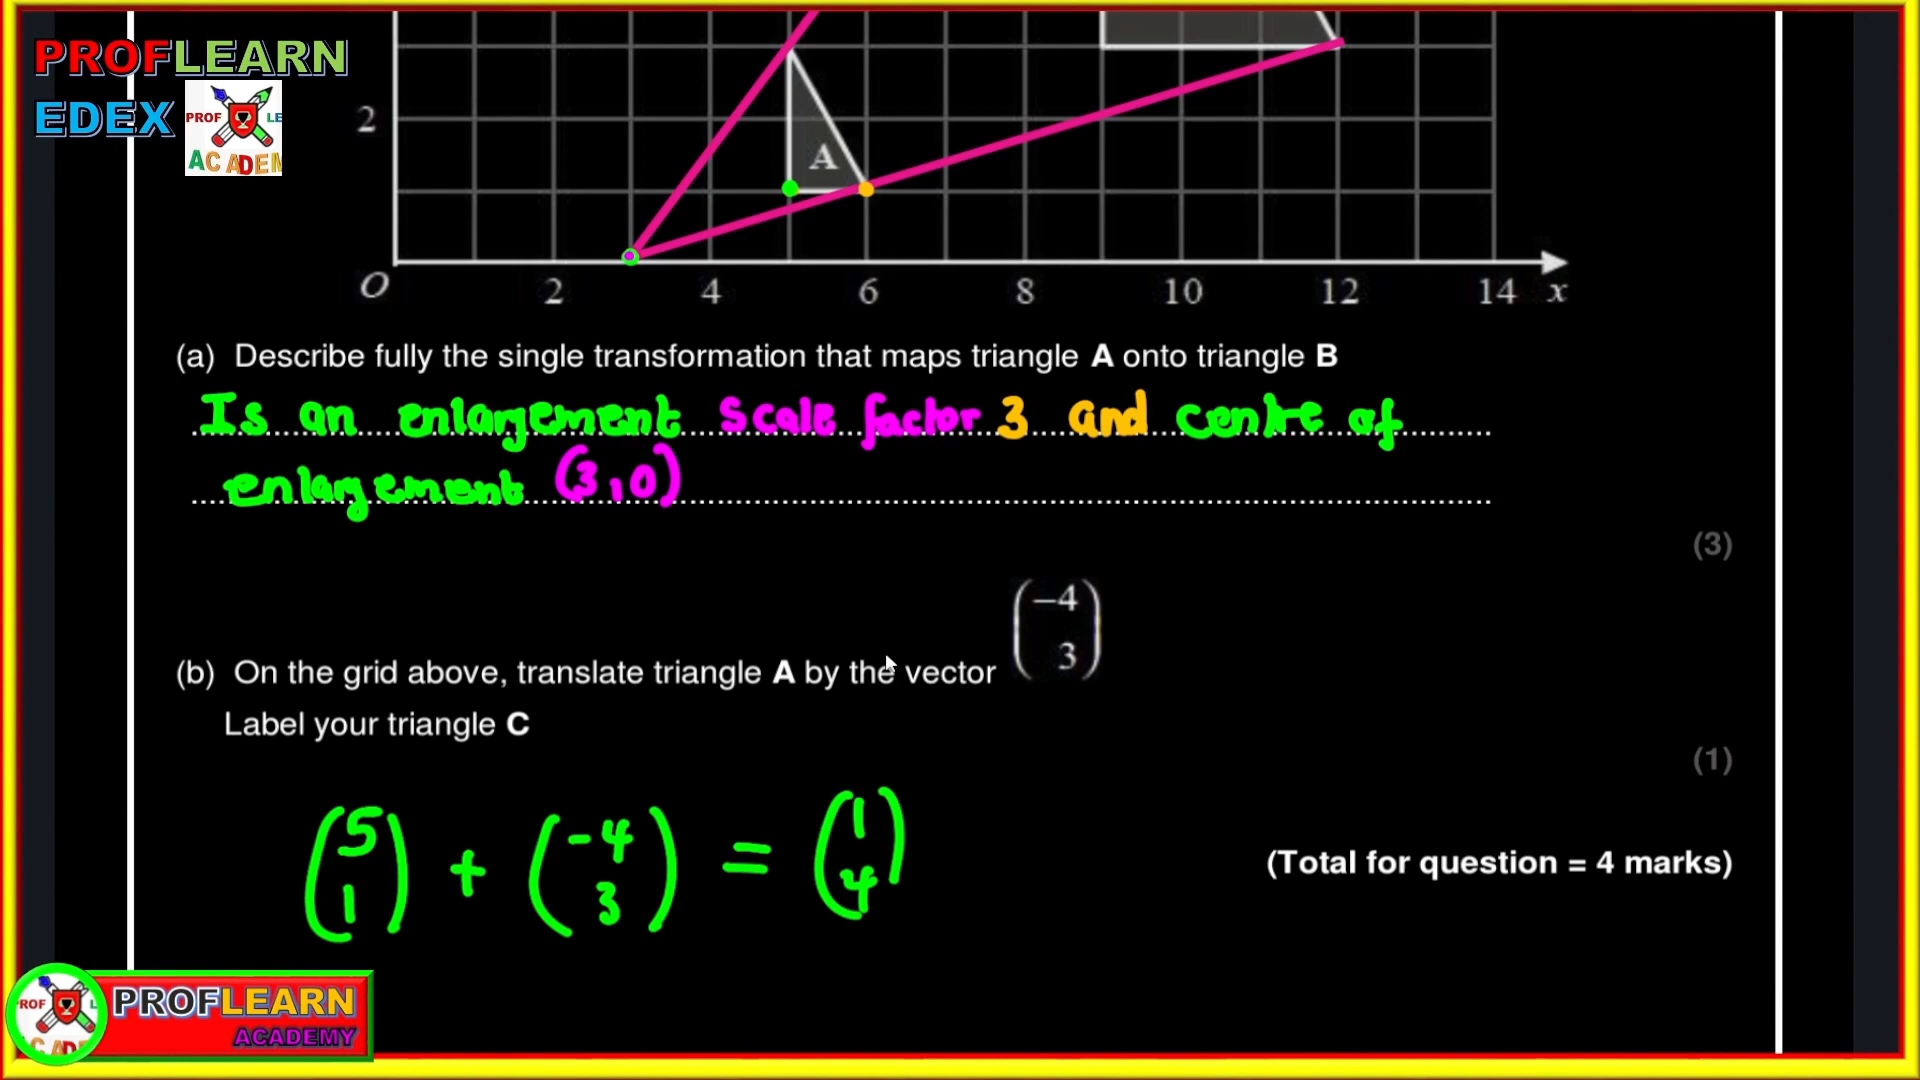 PROFLEARN
EDEX
PROF LE
ACADEM
2
A
O 2 4 6 8 10 12 14 x
(a) Describe fully the single transformation that maps triangle A onto triangle B
Is an enlargement Scale factor 3 and centre of
enlargement (3,0)
(3)
(b) On the grid above, translate triangle A by the vector (-4 3)
Label your triangle C
(1)
(5 1) + (-4 3) = (1 4)
(Total for question = 4 marks)
PROFLEARN
ACADEMY